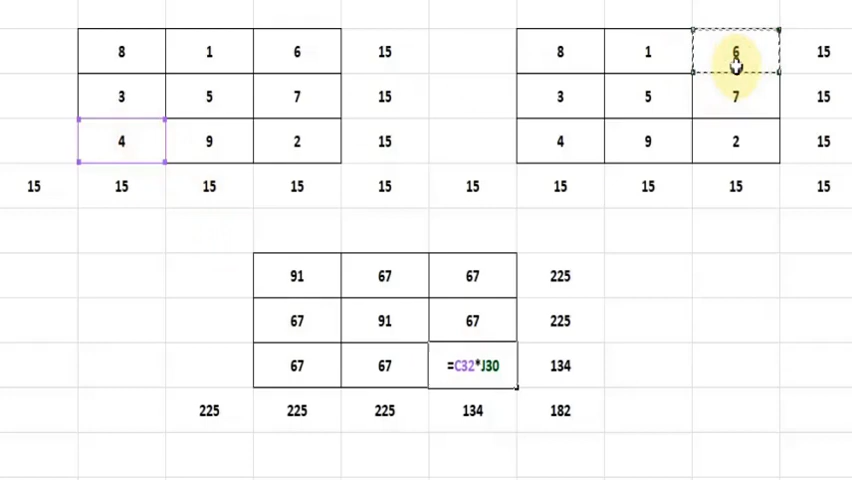 8 1 6 15 8 1 6 15
3 5 7 15 3 5 7 15
4 9 2 15 4 9 2 15
15 15 15 15 15 15 15 15 15 15
91 67 67 225
67 91 67 225
67 67 =C32*J30 134
225 225 225 134 182